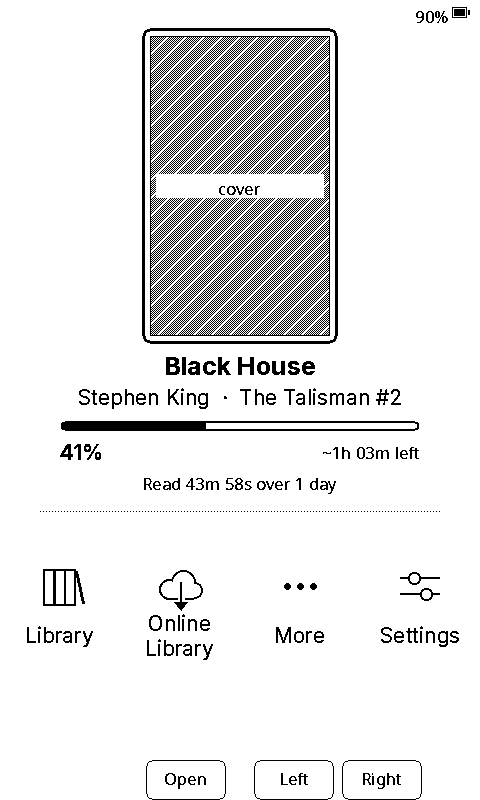 90%
cover
Black House
Stephen King · The Talisman #2
41% ~1h 03m left
Read 43m 58s over 1 day
Library
Online
Library
More
Settings
Open
Left
Right